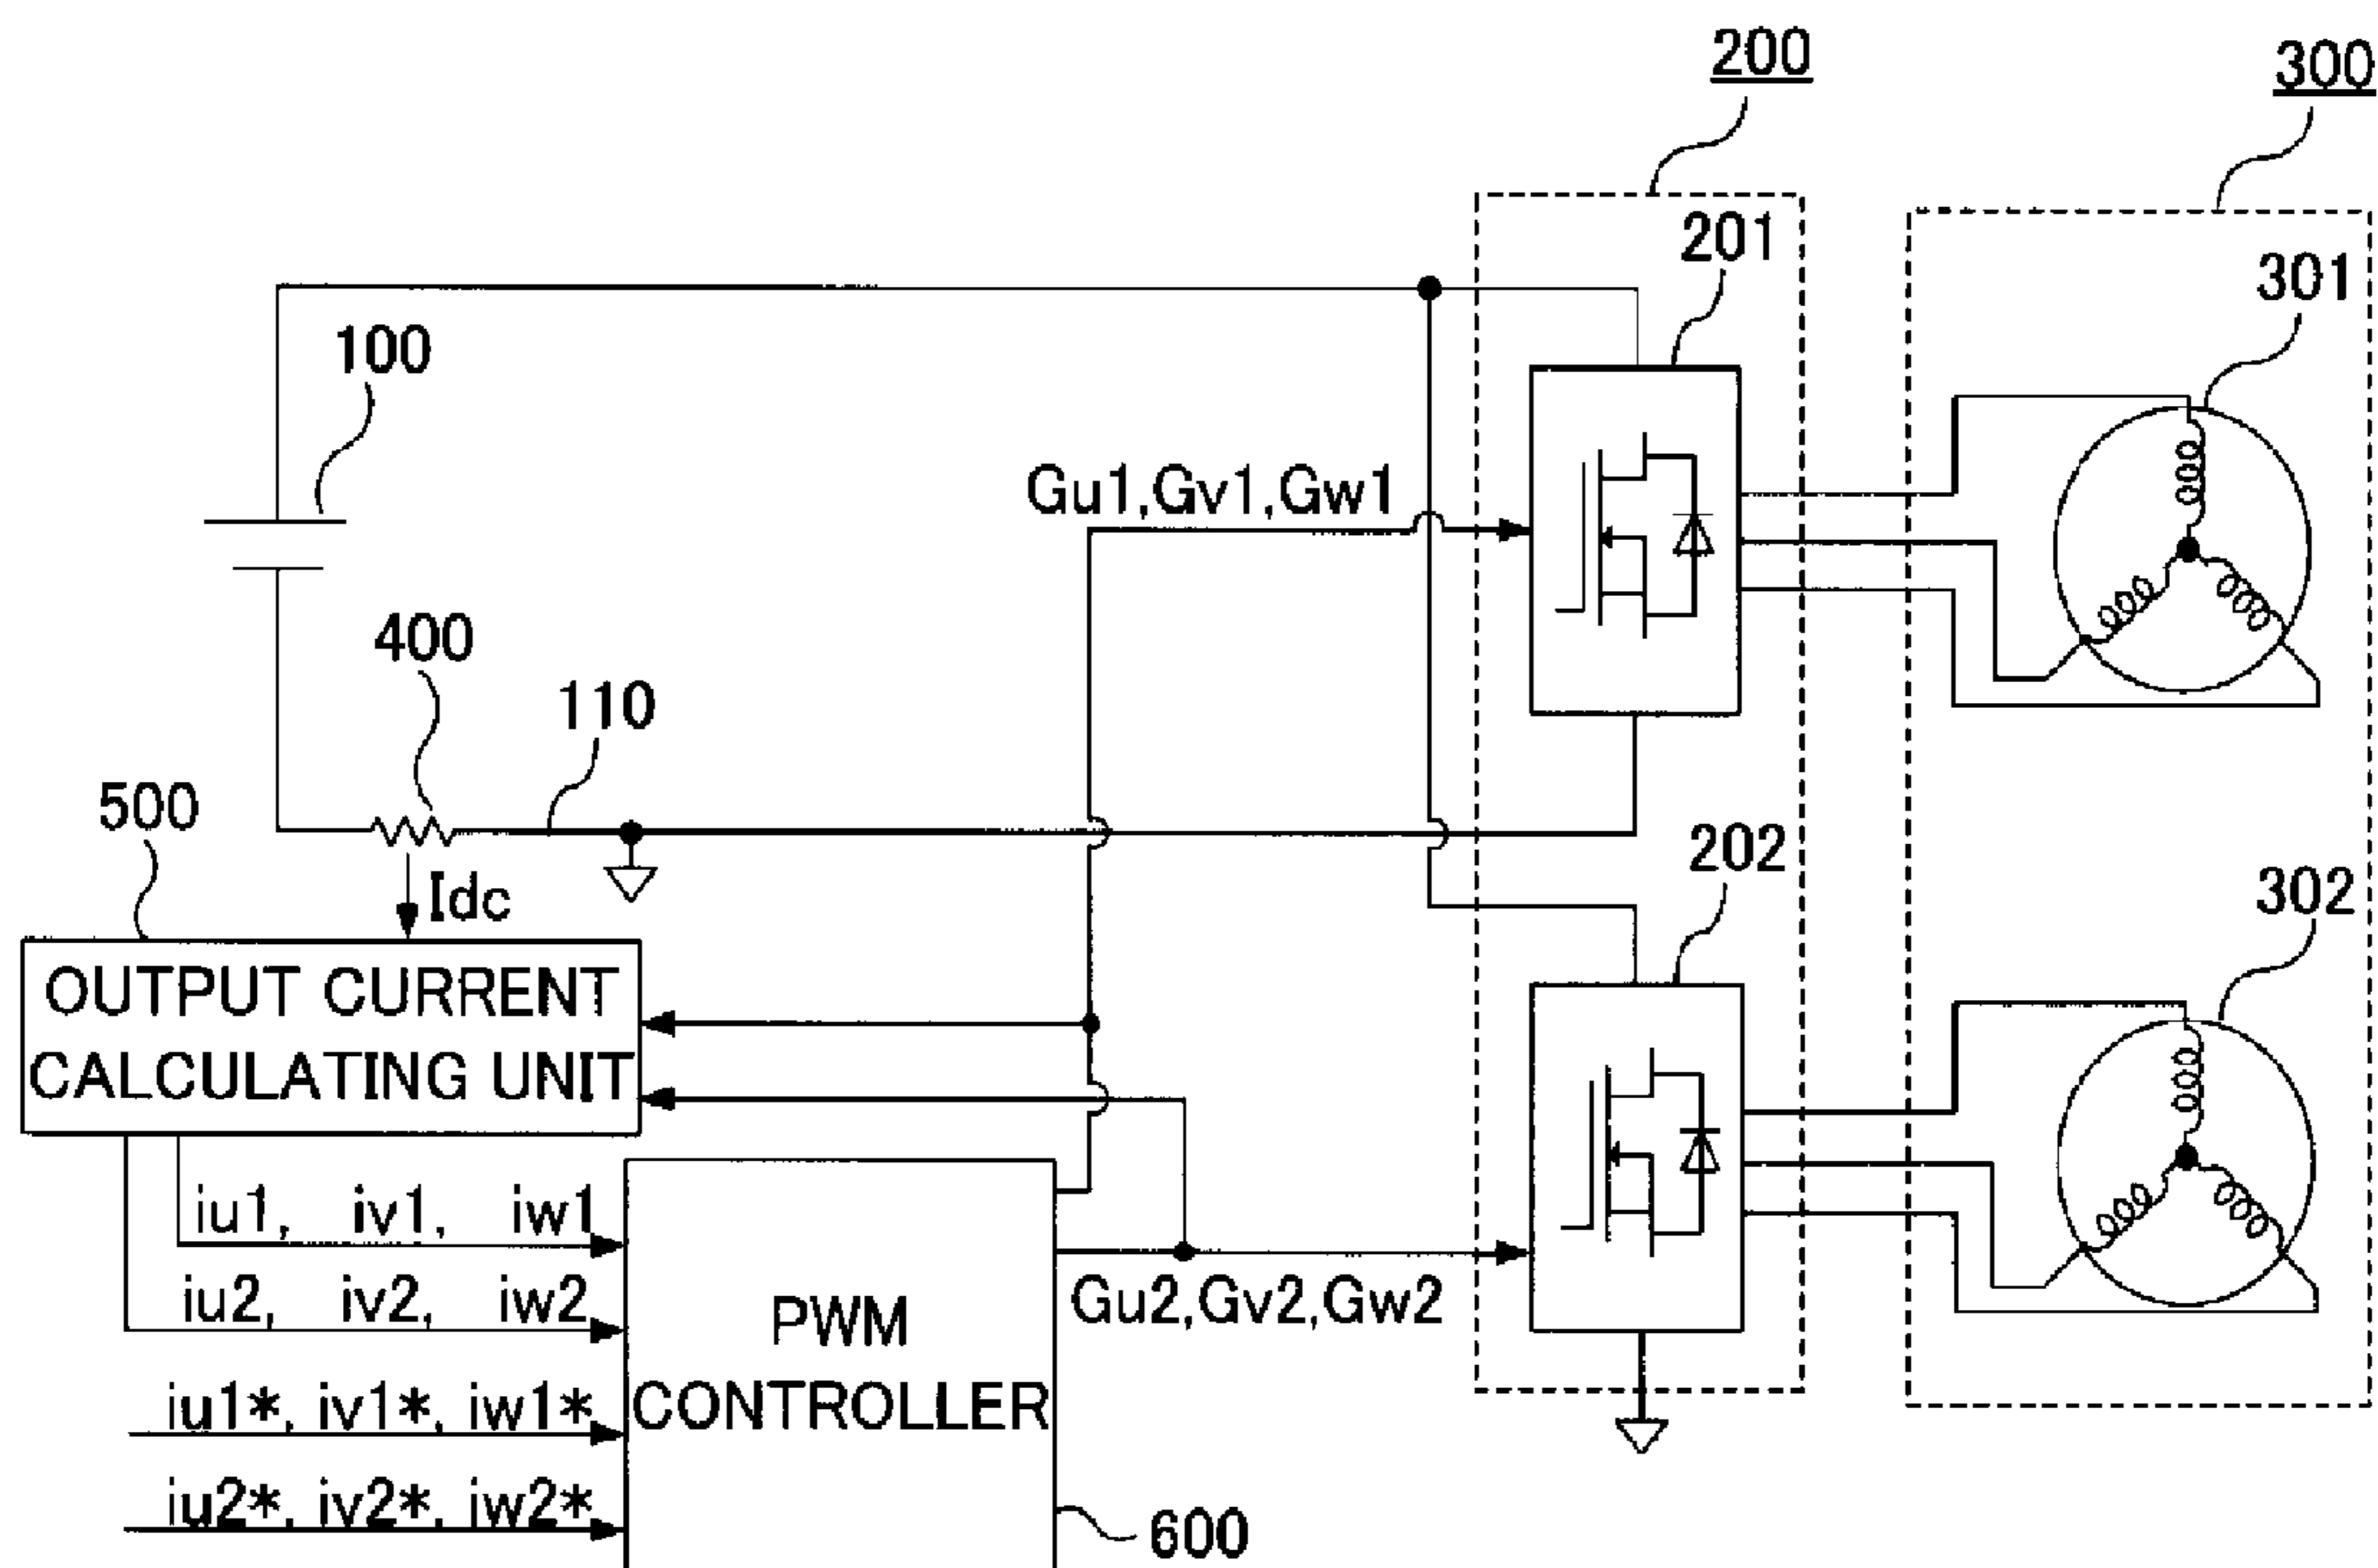 200
300
201
301
100
Gu1,Gv1,Gw1
400
110
500
202
Idc
302
OUTPUT CURRENT
CALCULATING UNIT
iu1, iv1, iw1
iu2, iv2, iw2
Gu2,Gv2,Gw2
PWM
CONTROLLER
iu1*, iv1*, iw1*
iu2*, iv2*, iw2*
600